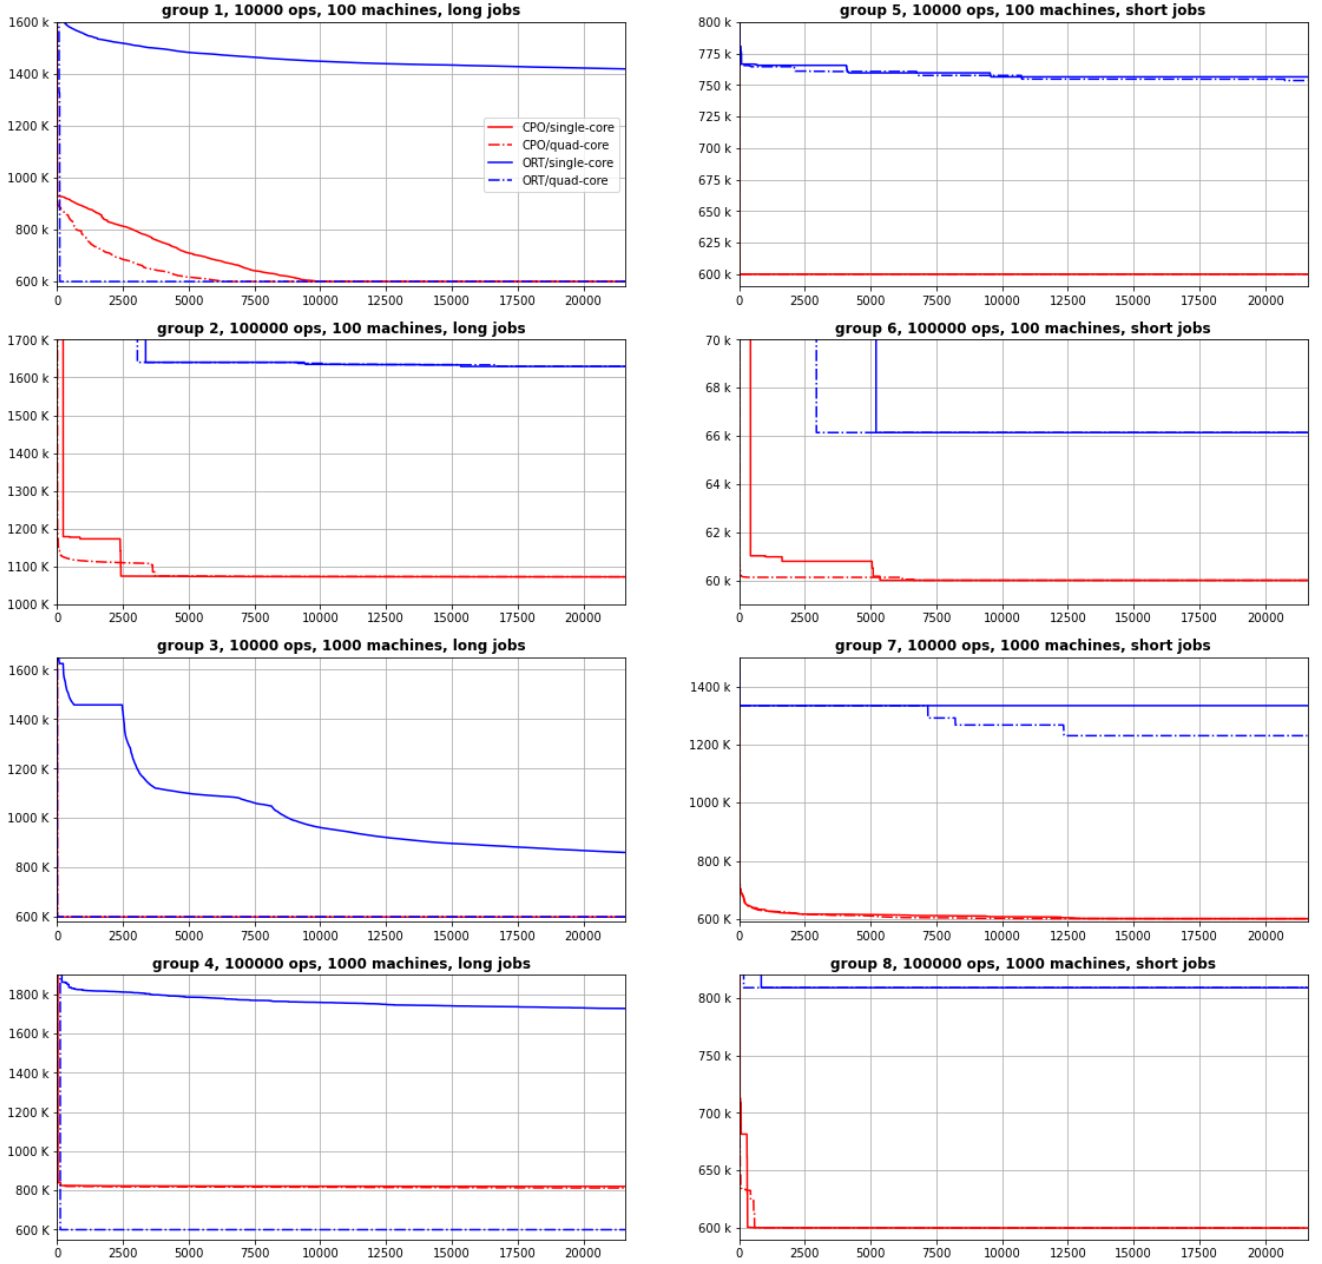 group 1, 10000 ops, 100 machines, long jobs
1600 k
1400 K
1200 K
1000 K
800 k
600 k
CPO/single-core
CPO/quad-core
ORT/single-core
ORT/quad-core
0 2500 5000 7500 10000 12500 15000 17500 20000
group 5, 10000 ops, 100 machines, short jobs
800 k
775 k
750 k
725 k
700 k
675 k
650 k
625 k
600 k
0 2500 5000 7500 10000 12500 15000 17500 20000
group 2, 100000 ops, 100 machines, long jobs
1700 K
1600 K
1500 K
1400 K
1300 K
1200 K
1100 K
1000 K
0 2500 5000 7500 10000 12500 15000 17500 20000
group 6, 100000 ops, 100 machines, short jobs
70 k
68 k
66 k
64 k
62 k
60 k
0 2500 5000 7500 10000 12500 15000 17500 20000
group 3, 10000 ops, 1000 machines, long jobs
1600 k
1400 K
1200 K
1000 K
800 K
600 K
0 2500 5000 7500 10000 12500 15000 17500 20000
group 7, 10000 ops, 1000 machines, short jobs
1400 k
1200 K
1000 K
800 K
600 K
0 2500 5000 7500 10000 12500 15000 17500 20000
group 4, 100000 ops, 1000 machines, long jobs
1800 k
1600 K
1400 K
1200 K
1000 K
800 K
600 K
0 2500 5000 7500 10000 12500 15000 17500 20000
group 8, 100000 ops, 1000 machines, short jobs
800 k
750 k
700 k
650 k
600 k
0 2500 5000 7500 10000 12500 15000 17500 20000